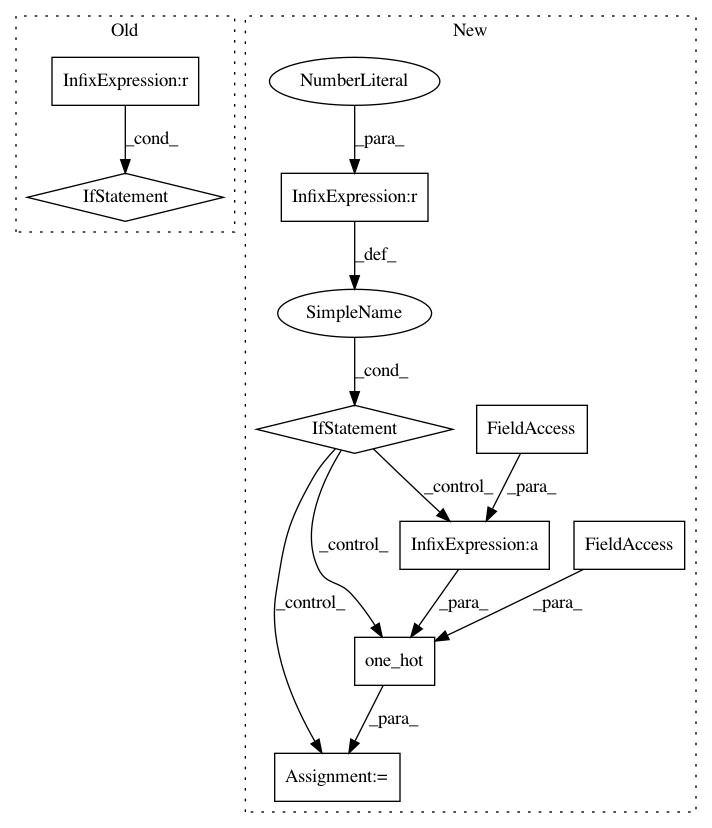 Old
New
InfixExpression:r
NumberLiteral
_cond_
_para_
IfStatement
InfixExpression:r
_def_
SimpleName
_cond_
IfStatement
FieldAccess
_control_
_para_
_control_
InfixExpression:a
FieldAccess
_control_
_para_
_para_
one_hot
_para_
Assignment:=